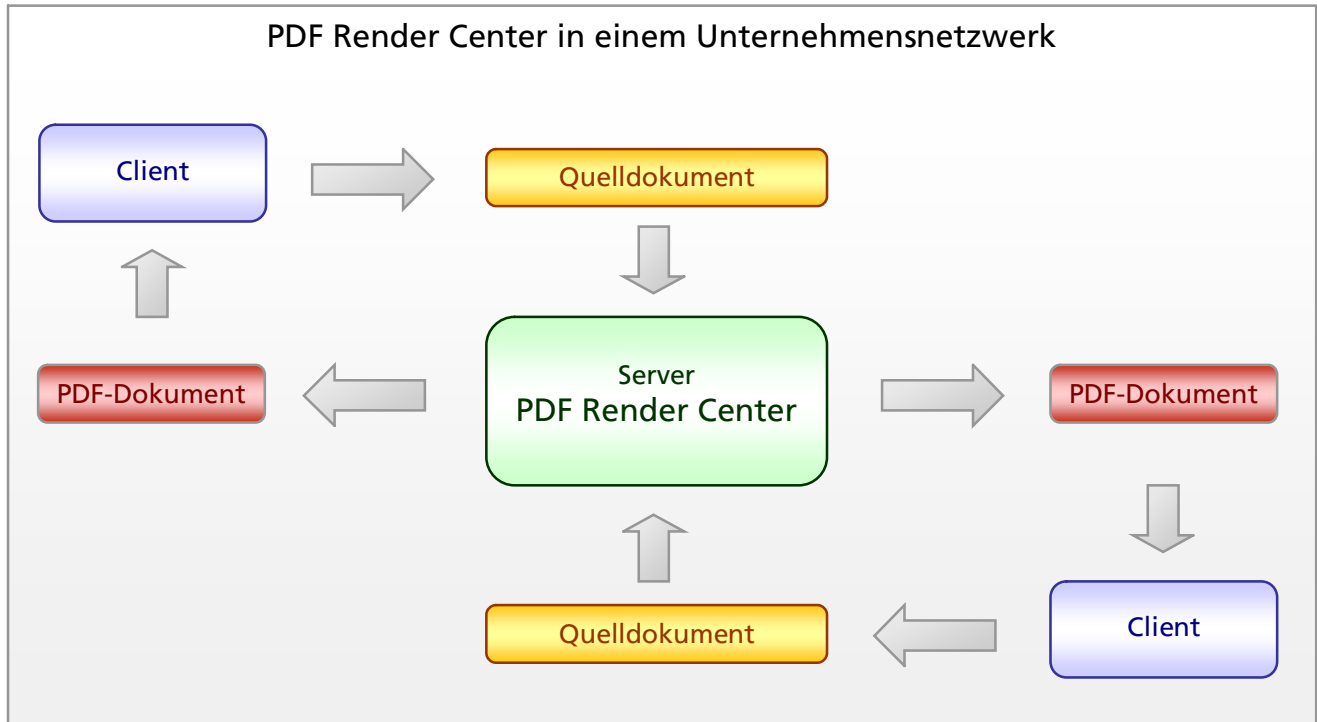 PDF Render Center in einem Unternehmensnetzwerk
Client
Quelldokument
PDF-Dokument
Server
PDF Render Center
PDF-Dokument
Quelldokument
Client